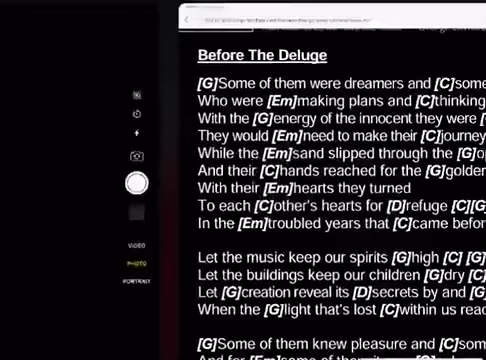 Before The Deluge
[G]Some of them were dreamers and [C]some
Who were [Em]making plans and [C]thinking
With the [G]energy of the innocent they were
They would [Em]need to make their [C]journey
While the [Em]sand slipped through the [G]op
And their [C]hands reached for the [G]golden
With their [Em]hearts they turned
To each [C]other's hearts for [D]refuge [C][G
In the [Em]troubled years that [C]came befor
Let the music keep our spirits [G]high [C] [G]
Let the buildings keep our children [G]dry [C]
Let [G]creation reveal its [D]secrets by and [G]
When the [G]light that's lost [C]within us reac
[G]Some of them knew pleasure and [C]som
VIDEO
PHOTO
PORTRAIT